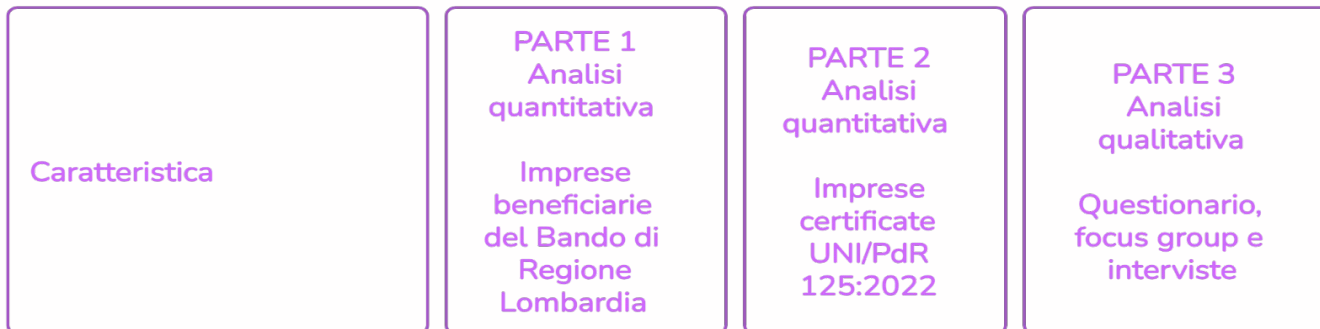 Caratteristica
PARTE 1
Analisi
quantitativa
Imprese
beneficiarie
del Bando di
Regione
Lombardia
PARTE 2
Analisi
quantitativa
Imprese
certificate
UNI/PdR
125:2022
PARTE 3
Analisi
qualitativa
Questionario,
focus group e
interviste